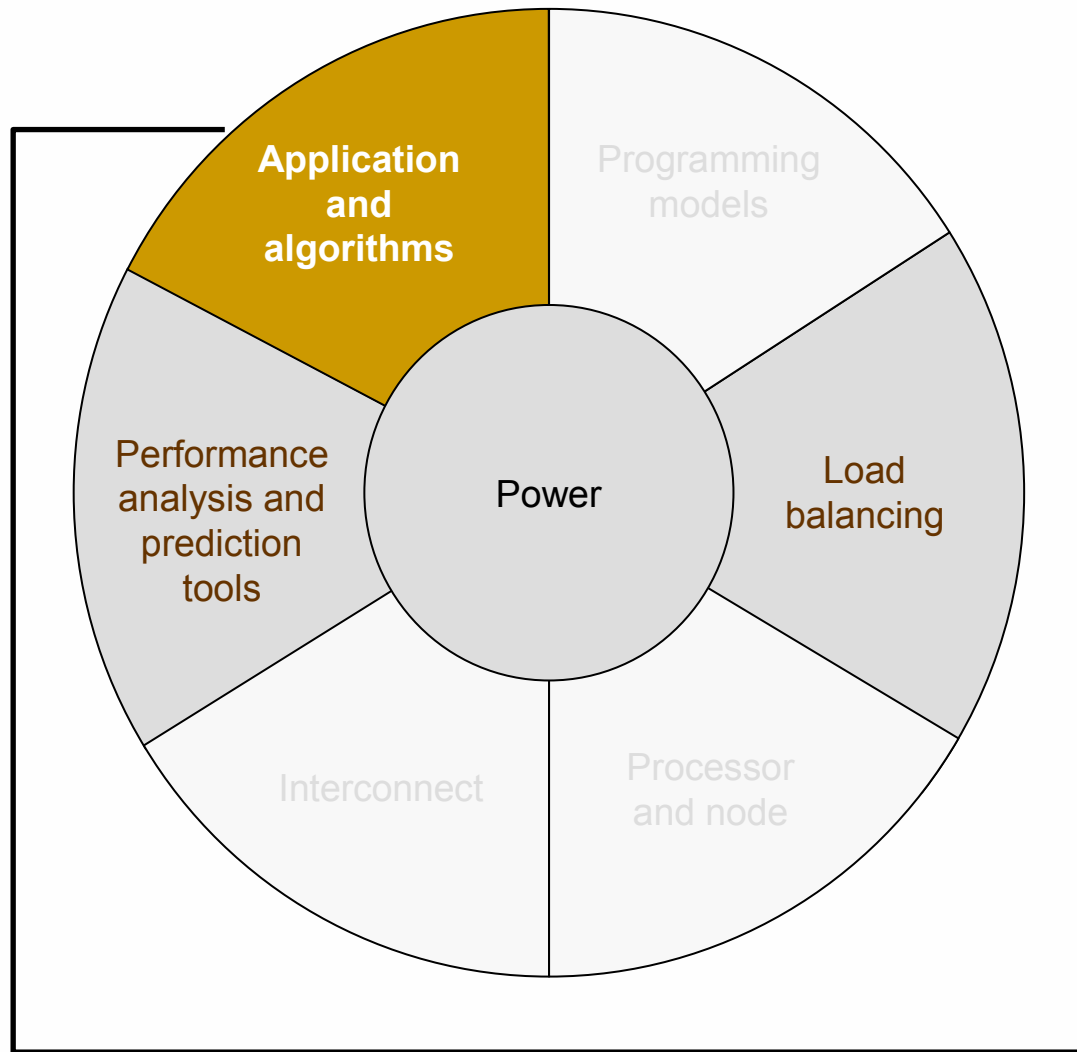 Application
and
algorithms
Programming
models
Performance
analysis and
prediction
tools
Power
Load
balancing
Interconnect
Processor
and node